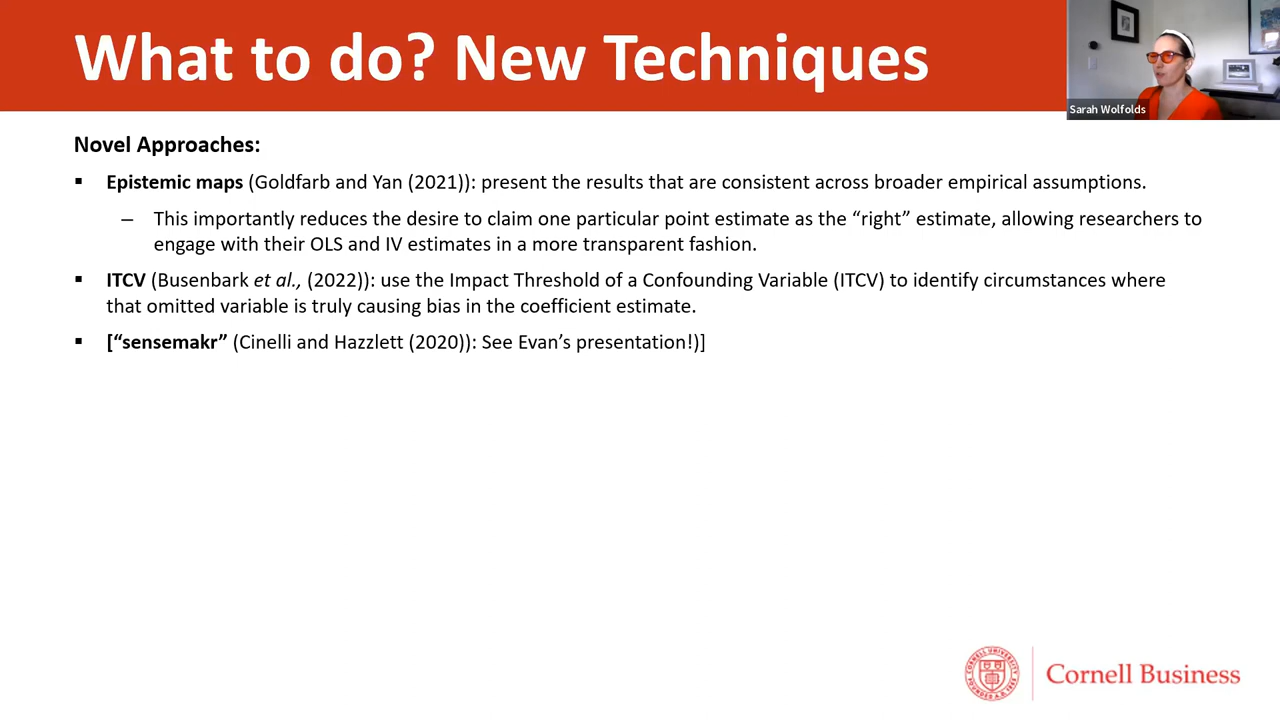 What to do? New Techniques
Sarah Wolfolds
Novel Approaches:
▪ Epistemic maps (Goldfarb and Yan (2021)): present the results that are consistent across broader empirical assumptions.
– This importantly reduces the desire to claim one particular point estimate as the “right” estimate, allowing researchers to
engage with their OLS and IV estimates in a more transparent fashion.
▪ ITCV (Busenbark et al., (2022)): use the Impact Threshold of a Confounding Variable (ITCV) to identify circumstances where
that omitted variable is truly causing bias in the coefficient estimate.
▪ [“sensemakr” (Cinelli and Hazzlett (2020)): See Evan’s presentation!)]
Cornell Business